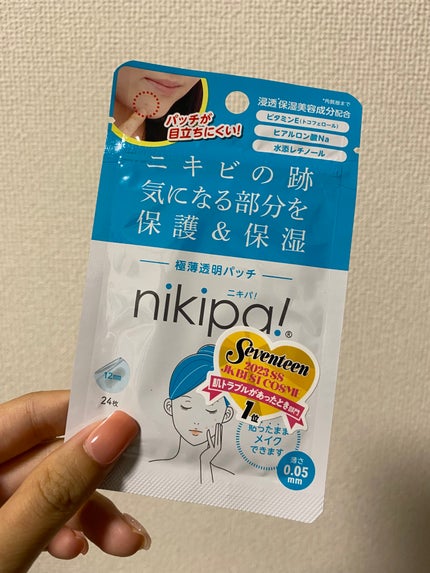 パッチが
目立ちにくい!
*角質層まで
浸透*保湿美容成分配合
ビタミンE(トコフェロール)
ヒアルロン酸Na
水添レチノール
ニキビの跡
気になる部分を
保護&保湿
極薄透明パッチ
ニキパ!
nikipa!®
Seventeen
2023 SS
JK BEST COSME
肌トラブルがあったとき部門
1位
12mm
24枚
貼ったまま
メイク
できます
薄さ
0.05
mm